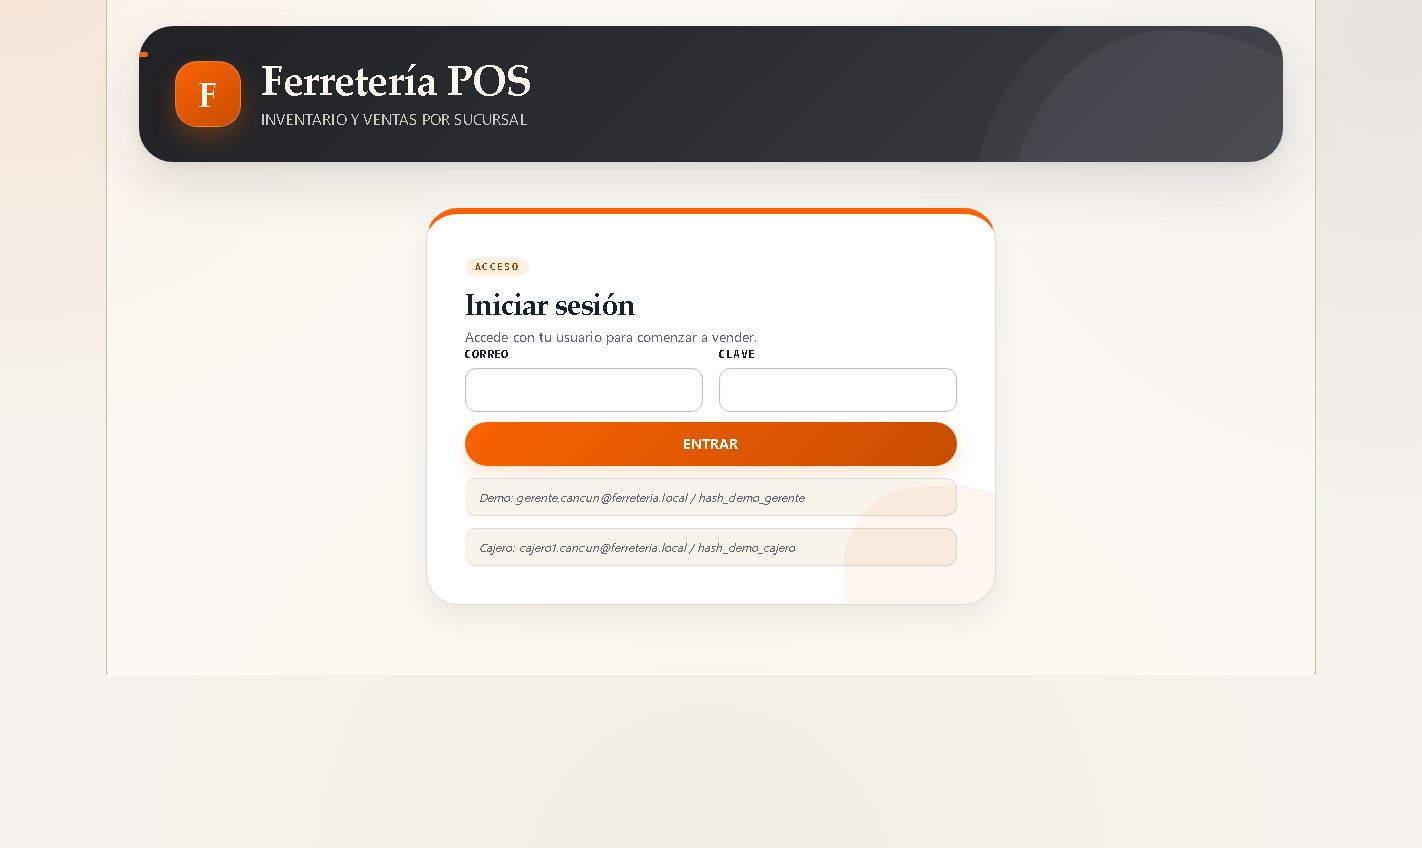 F
Ferretería POS
INVENTARIO Y VENTAS POR SUCURSAL
ACCESO
Iniciar sesión
Accede con tu usuario para comenzar a vender.
CORREO
CLAVE
ENTRAR
Demo: gerente.cancun@ferreteria.local / hash_demo_gerente
Cajero: cajero1.cancun@ferreteria.local / hash_demo_cajero